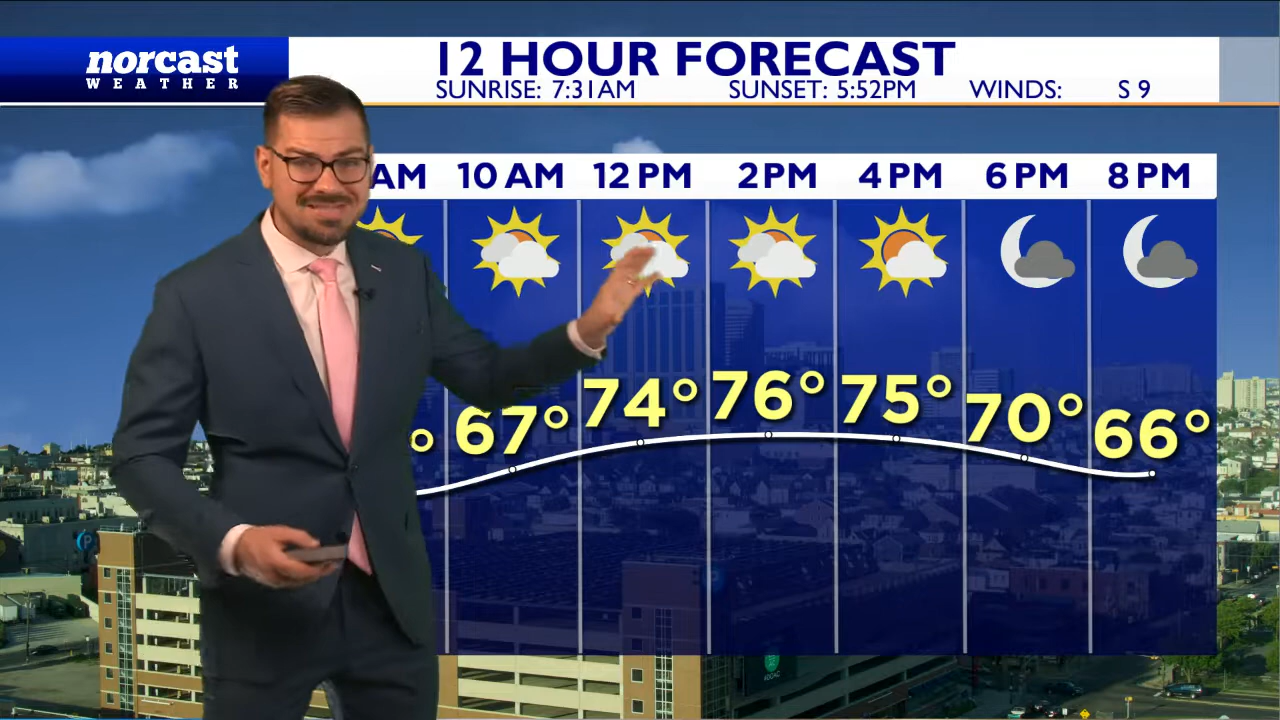 norcast
WEATHER
12 HOUR FORECAST
SUNRISE: 7:31AM SUNSET: 5:52PM WINDS: S 9
AM 10 AM 12 PM 2 PM 4 PM 6 PM 8 PM
° 67° 74° 76° 75° 70° 66°
P